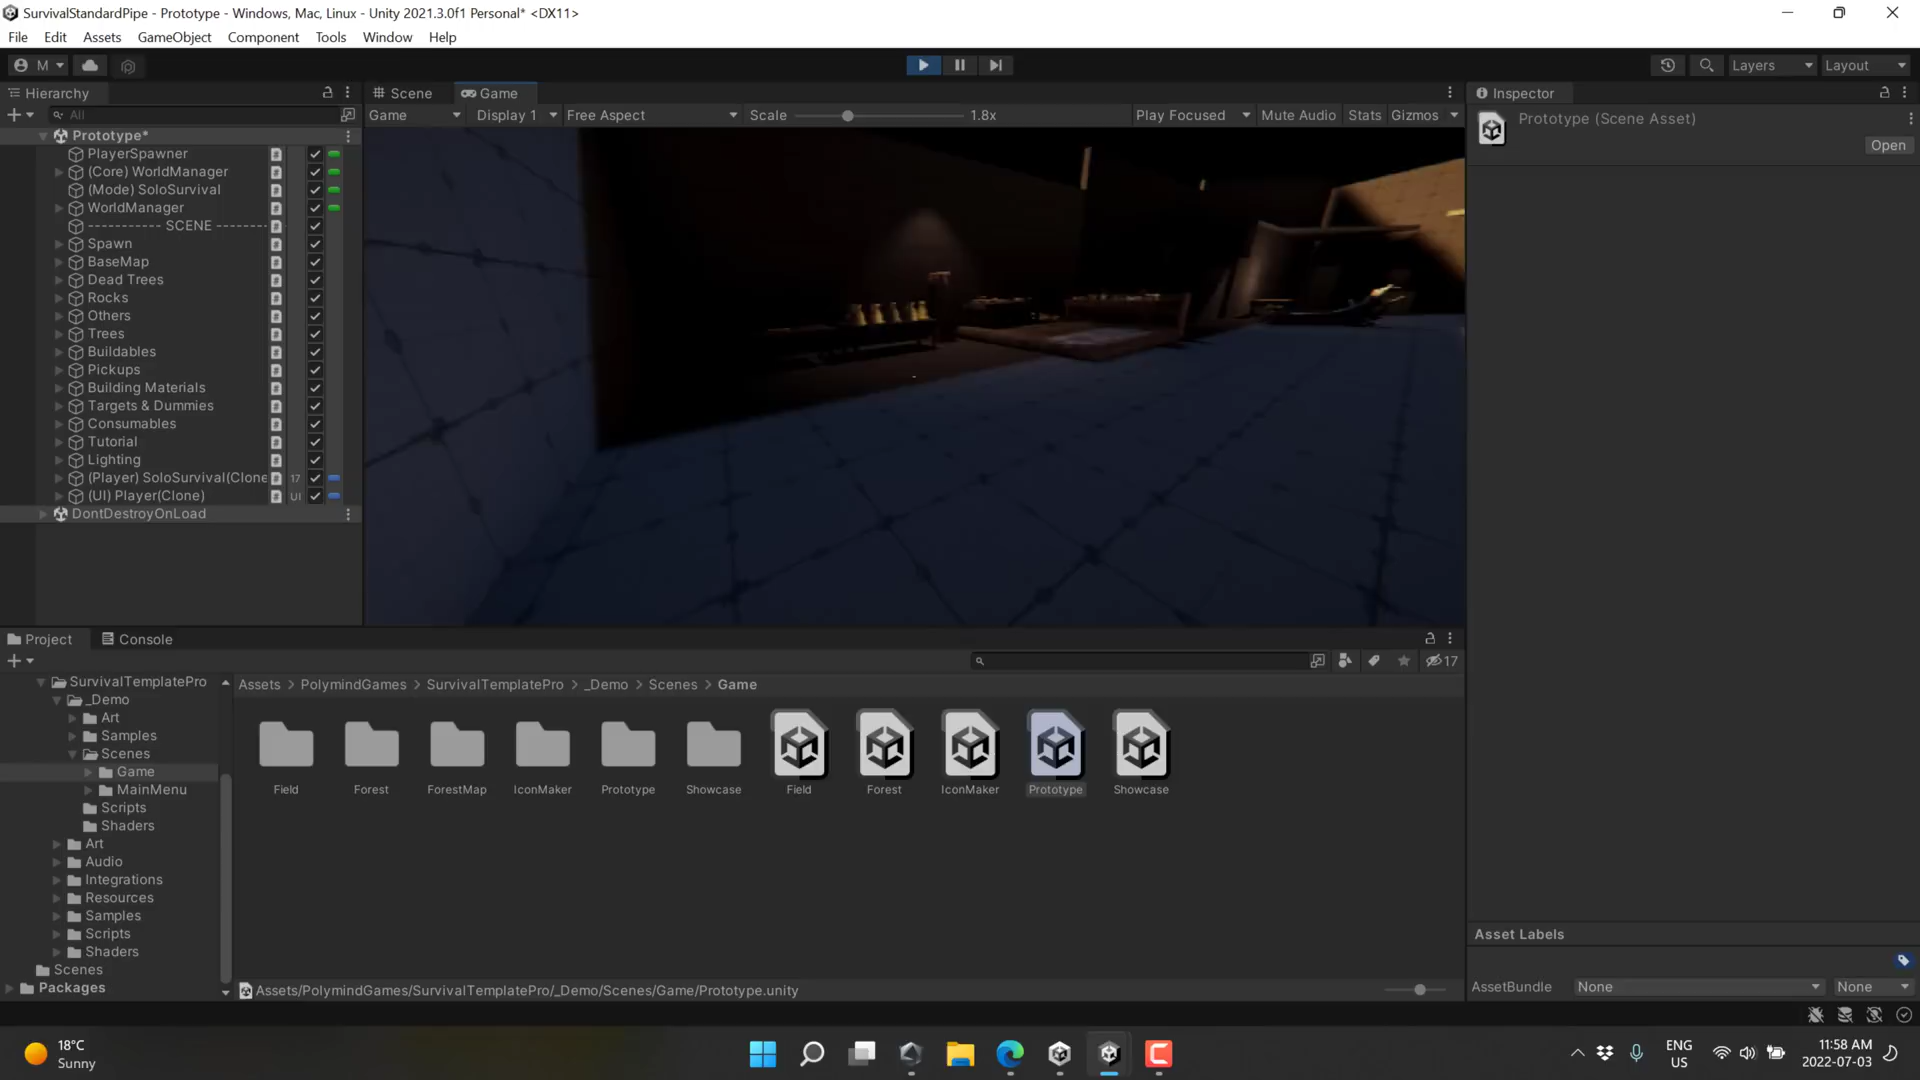 SurvivalStandardPipe - Prototype - Windows, Mac, Linux - Unity 2021.3.0f1 Personal* <DX11>
File Edit Assets GameObject Component Tools Window Help
M Layers Layout
Hierarchy Scene Game Inspector
All Game Display 1 Free Aspect Scale 1.8x Play Focused Mute Audio Stats Gizmos Prototype (Scene Asset)
Open
Prototype*
PlayerSpawner
(Core) WorldManager
(Mode) SoloSurvival
WorldManager
----------- SCENE -------
Spawn
BaseMap
Dead Trees
Rocks
Others
Trees
Buildables
Pickups
Building Materials
Targets & Dummies
Consumables
Tutorial
Lighting
(Player) SoloSurvival(Clone 17
(UI) Player(Clone) UI
DontDestroyOnLoad
Project Console
17
SurvivalTemplatePro
_Demo
Art
Samples
Scenes
Game
MainMenu
Scripts
Shaders
Art
Audio
Integrations
Resources
Samples
Scripts
Shaders
Scenes
Packages
Assets > PolymindGames > SurvivalTemplatePro > _Demo > Scenes > Game
Field Forest ForestMap IconMaker Prototype Showcase Field Forest IconMaker Prototype Showcase
Assets/PolymindGames/SurvivalTemplatePro/_Demo/Scenes/Game/Prototype.unity
Asset Labels
AssetBundle None None
18°C
Sunny
ENG
US
11:58 AM
2022-07-03